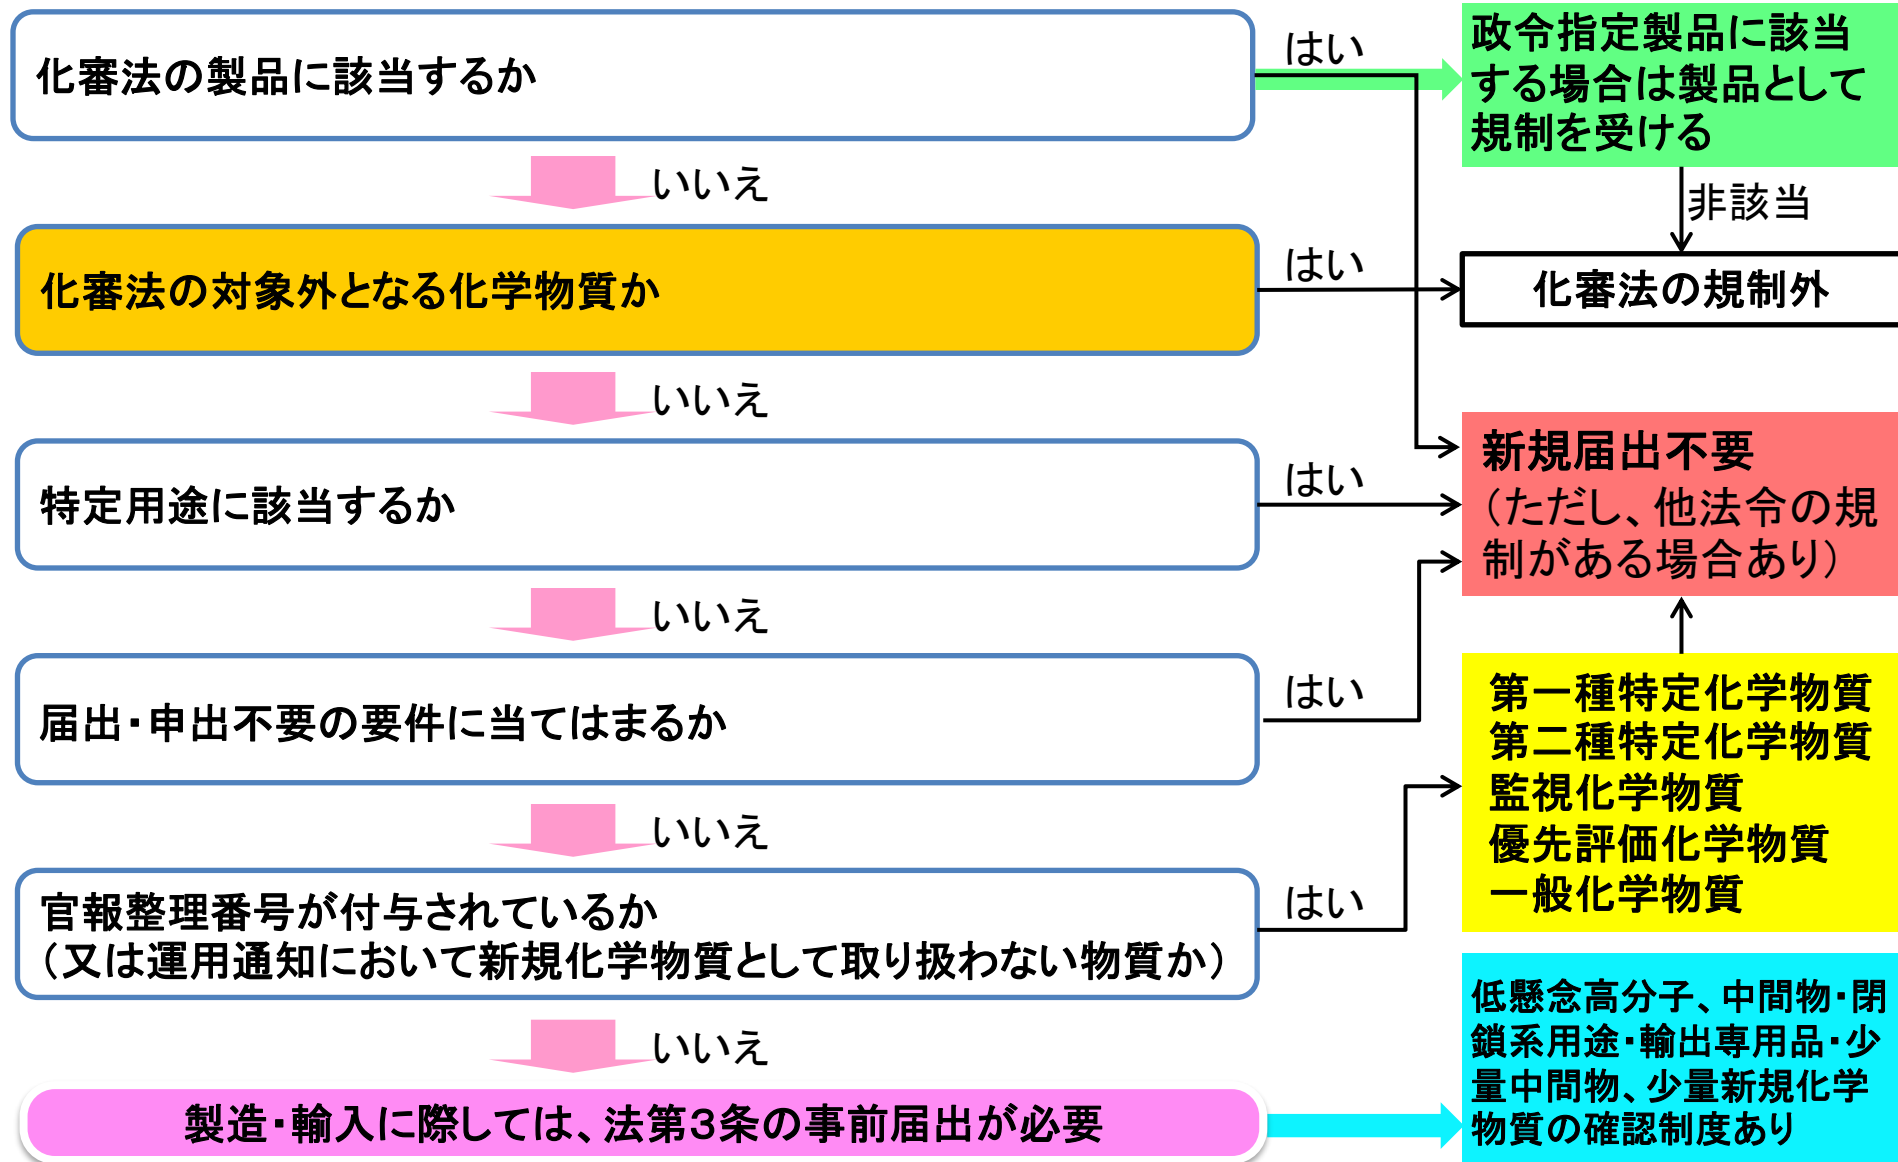 化審法の製品に該当するか
はい
政令指定製品に該当
する場合は製品として
規制を受ける
いいえ
非該当
化審法の対象外となる化学物質か
はい
化審法の規制外
いいえ
特定用途に該当するか
はい
新規届出不要
（ただし、他法令の規
制がある場合あり）
いいえ
届出・申出不要の要件に当てはまるか
はい
第一種特定化学物質
第二種特定化学物質
監視化学物質
優先評価化学物質
一般化学物質
いいえ
官報整理番号が付与されているか
（又は運用通知において新規化学物質として取り扱わない物質か）
はい
いいえ
製造・輸入に際しては、法第３条の事前届出が必要
低懸念高分子、中間物・閉
鎖系用途・輸出専用品・少
量中間物、少量新規化学
物質の確認制度あり